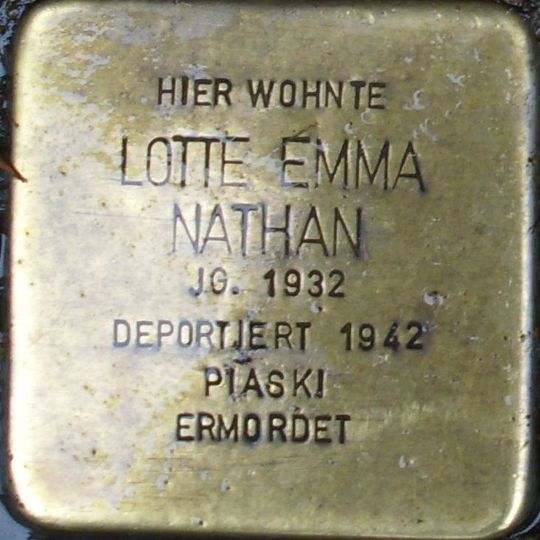 HIER WOHNTE
LOTTE EMMA
NATHAN
JG. 1932
DEPORTIERT 1942
PIASKI
ERMORDET